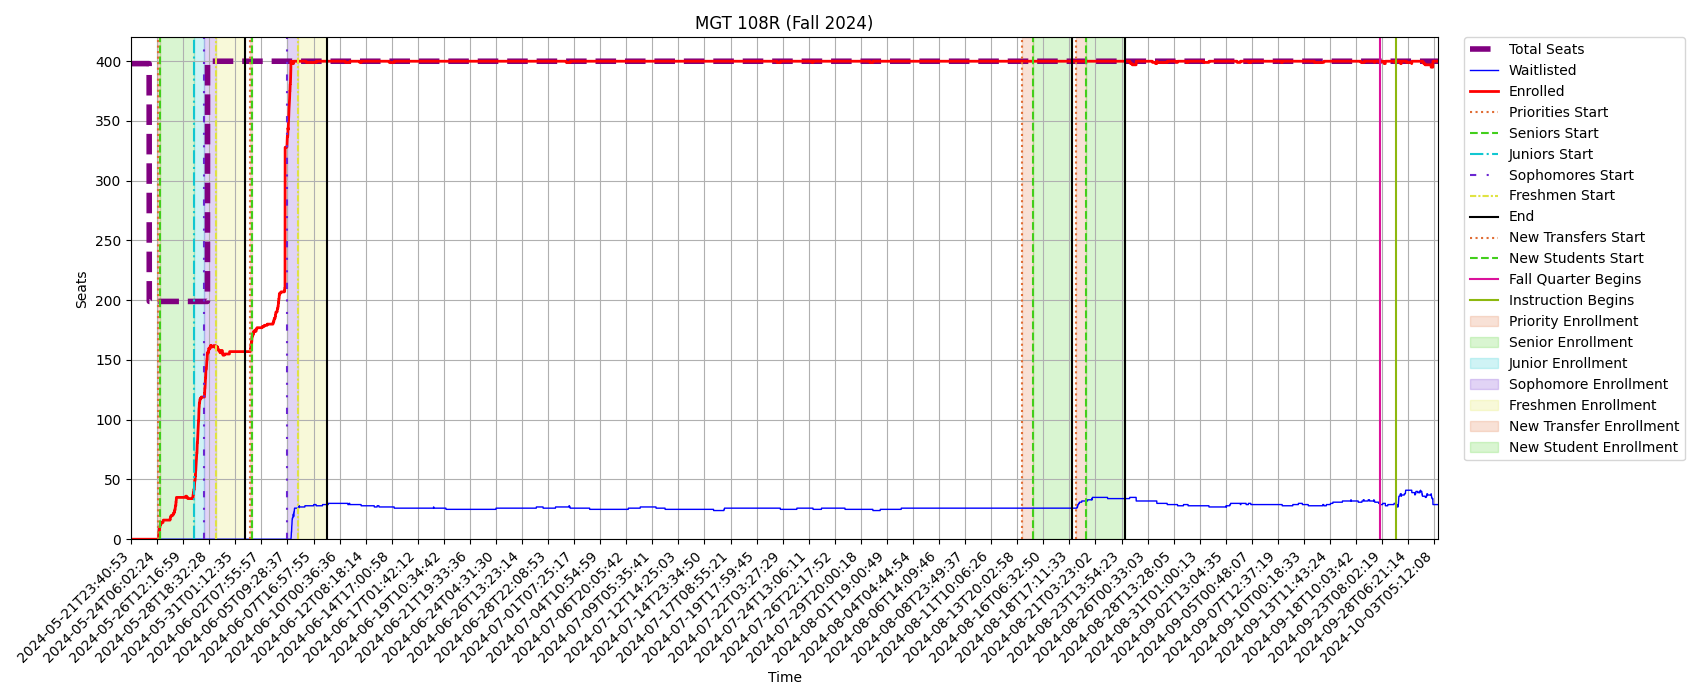 MGT 108R (Fall 2024)
Seats
400
350
300
250
200
150
100
50
0
2024-05-21T23:40:53
2024-05-24T06:02:24
2024-05-26T12:16:59
2024-05-28T18:32:28
2024-05-31T01:12:35
2024-06-02T07:55:57
2024-06-05T09:28:37
2024-06-07T16:57:55
2024-06-10T00:36:36
2024-06-12T08:18:14
2024-06-14T17:00:58
2024-06-17T01:42:12
2024-06-19T10:34:42
2024-06-21T19:33:36
2024-06-24T04:31:30
2024-06-26T13:23:14
2024-06-28T22:08:53
2024-07-01T07:25:17
2024-07-04T10:54:59
2024-07-06T20:05:42
2024-07-09T05:35:41
2024-07-12T14:25:03
2024-07-14T23:34:50
2024-07-17T08:55:21
2024-07-19T17:59:45
2024-07-22T03:27:29
2024-07-24T13:06:11
2024-07-26T22:17:52
2024-07-29T20:00:18
2024-08-01T19:00:49
2024-08-04T04:44:54
2024-08-06T14:09:46
2024-08-08T23:49:37
2024-08-11T10:06:26
2024-08-13T20:02:58
2024-08-16T06:32:50
2024-08-18T17:11:33
2024-08-21T03:23:02
2024-08-23T13:54:23
2024-08-26T00:33:03
2024-08-28T13:28:05
2024-08-31T01:00:13
2024-09-02T13:04:35
2024-09-05T00:48:07
2024-09-07T12:37:19
2024-09-10T00:18:33
2024-09-13T11:43:24
2024-09-18T10:03:42
2024-09-23T08:02:19
2024-09-28T06:21:14
2024-10-03T05:12:08
Time
Total Seats
Waitlisted
Enrolled
Priorities Start
Seniors Start
Juniors Start
Sophomores Start
Freshmen Start
End
New Transfers Start
New Students Start
Fall Quarter Begins
Instruction Begins
Priority Enrollment
Senior Enrollment
Junior Enrollment
Sophomore Enrollment
Freshmen Enrollment
New Transfer Enrollment
New Student Enrollment